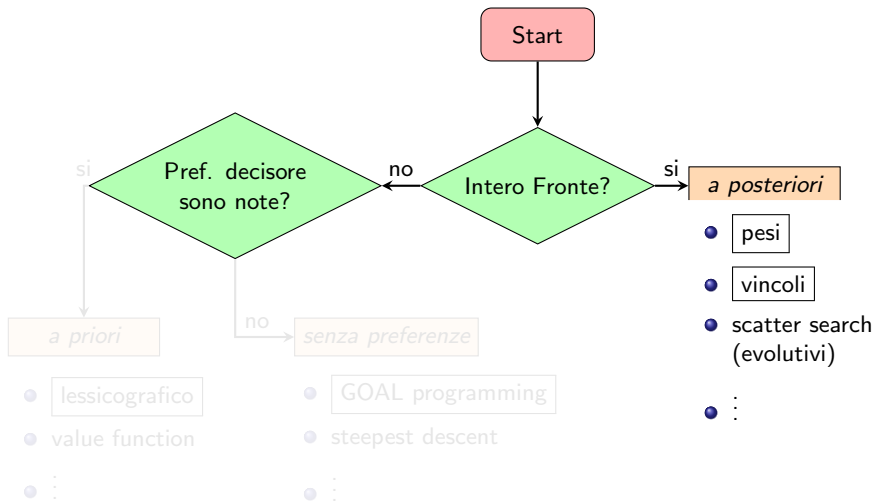 Start
Pref. decisore
sono note?
no
Intero Fronte?
si
a posteriori
si
pesi
vincoli
scatter search
(evolutivi)
⋮
no
a priori
senza preferenze
lessicografico
value function
⋮
GOAL programming
steepest descent
⋮